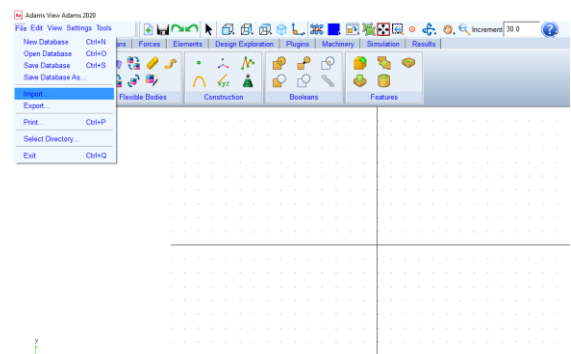 Adams View Adams 2020
File Edit View Settings Tools
Increment 30.0
New Database Ctrl+N
Forces Elements Design Exploration Plugins Machinery Simulation Results
Open Database Ctrl+O
Save Database Ctrl+S
Save Database As...
Import...
Flexible Bodies Construction Booleans Features
Export...
Print... Ctrl+P
Select Directory...
Exit Ctrl+Q
y